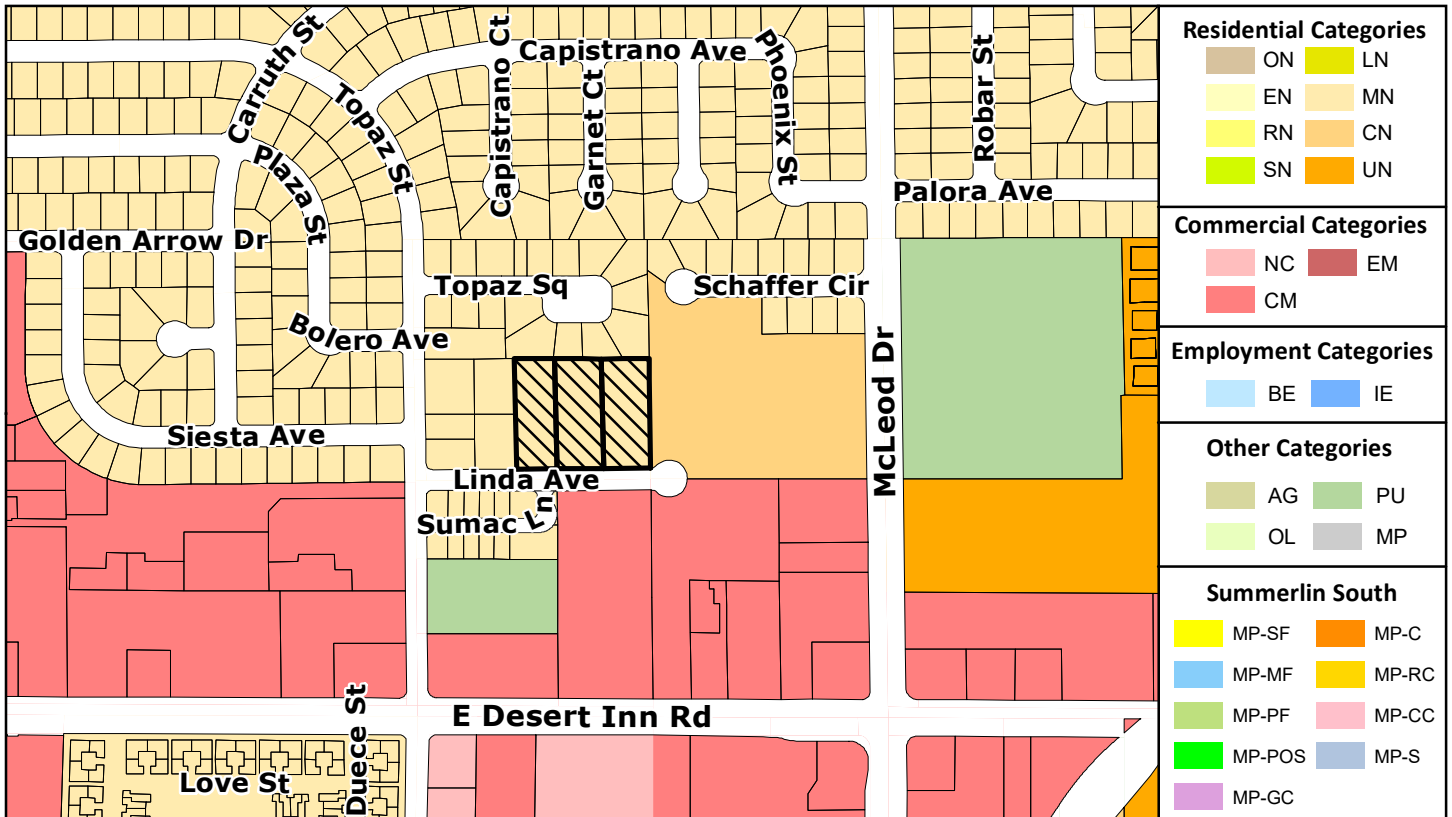 Carruth St
Capistrano Ct
Capistrano Ave
Phoenix St
Robar St
Topaz St
Garnet Ct
Plaza St
Palora Ave
Golden Arrow Dr
Topaz Sq
Schaffer Cir
Bolero Ave
McLeod Dr
Siesta Ave
Linda Ave
Sumac Ln
E Desert Inn Rd
Duece St
Love St
Residential Categories
ON LN
EN MN
RN CN
SN UN
Commercial Categories
NC EM
CM
Employment Categories
BE IE
Other Categories
AG PU
OL MP
Summerlin South
MP-SF MP-C
MP-MF MP-RC
MP-PF MP-CC
MP-POS MP-S
MP-GC